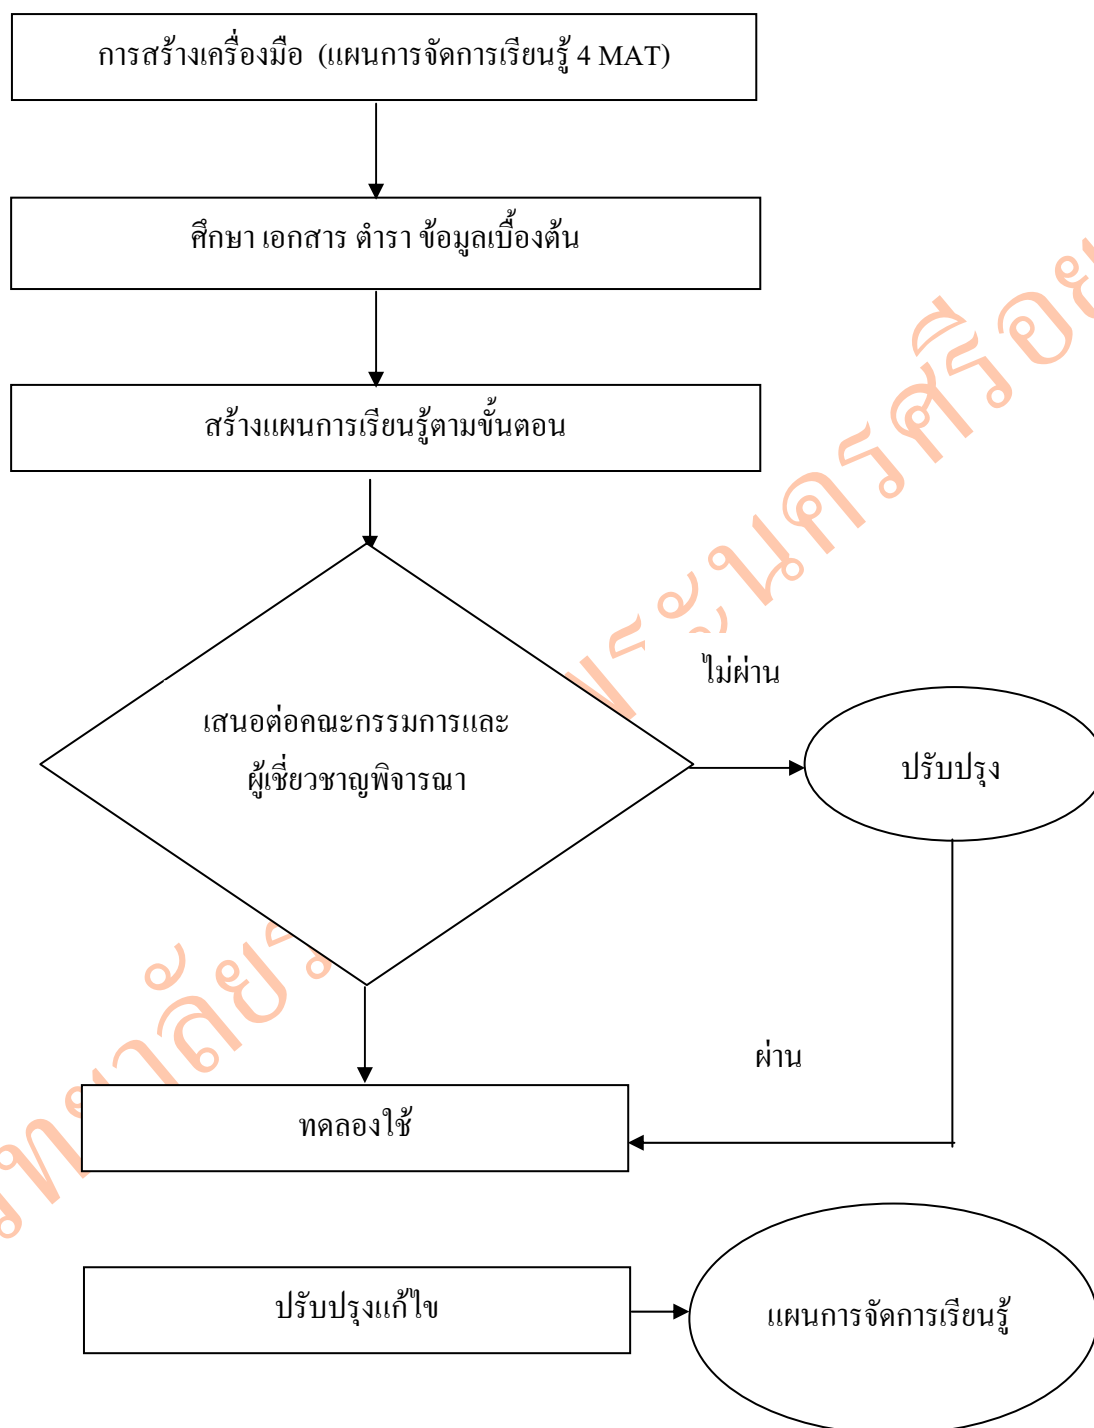 การสร้างเครื่องมือ (แผนการจัดการเรียนรู้ 4 MAT)
ศึกษา เอกสาร ตำรา ข้อมูลเบื้องต้น
สร้างแผนการเรียนรู้ตามขั้นตอน
ไม่ผ่าน
เสนอต่อคณะกรรมการและ
ผู้เชี่ยวชาญพิจารณา
ปรับปรุง
ผ่าน
ทดลองใช้
ปรับปรุงแก้ไข
แผนการจัดการเรียนรู้